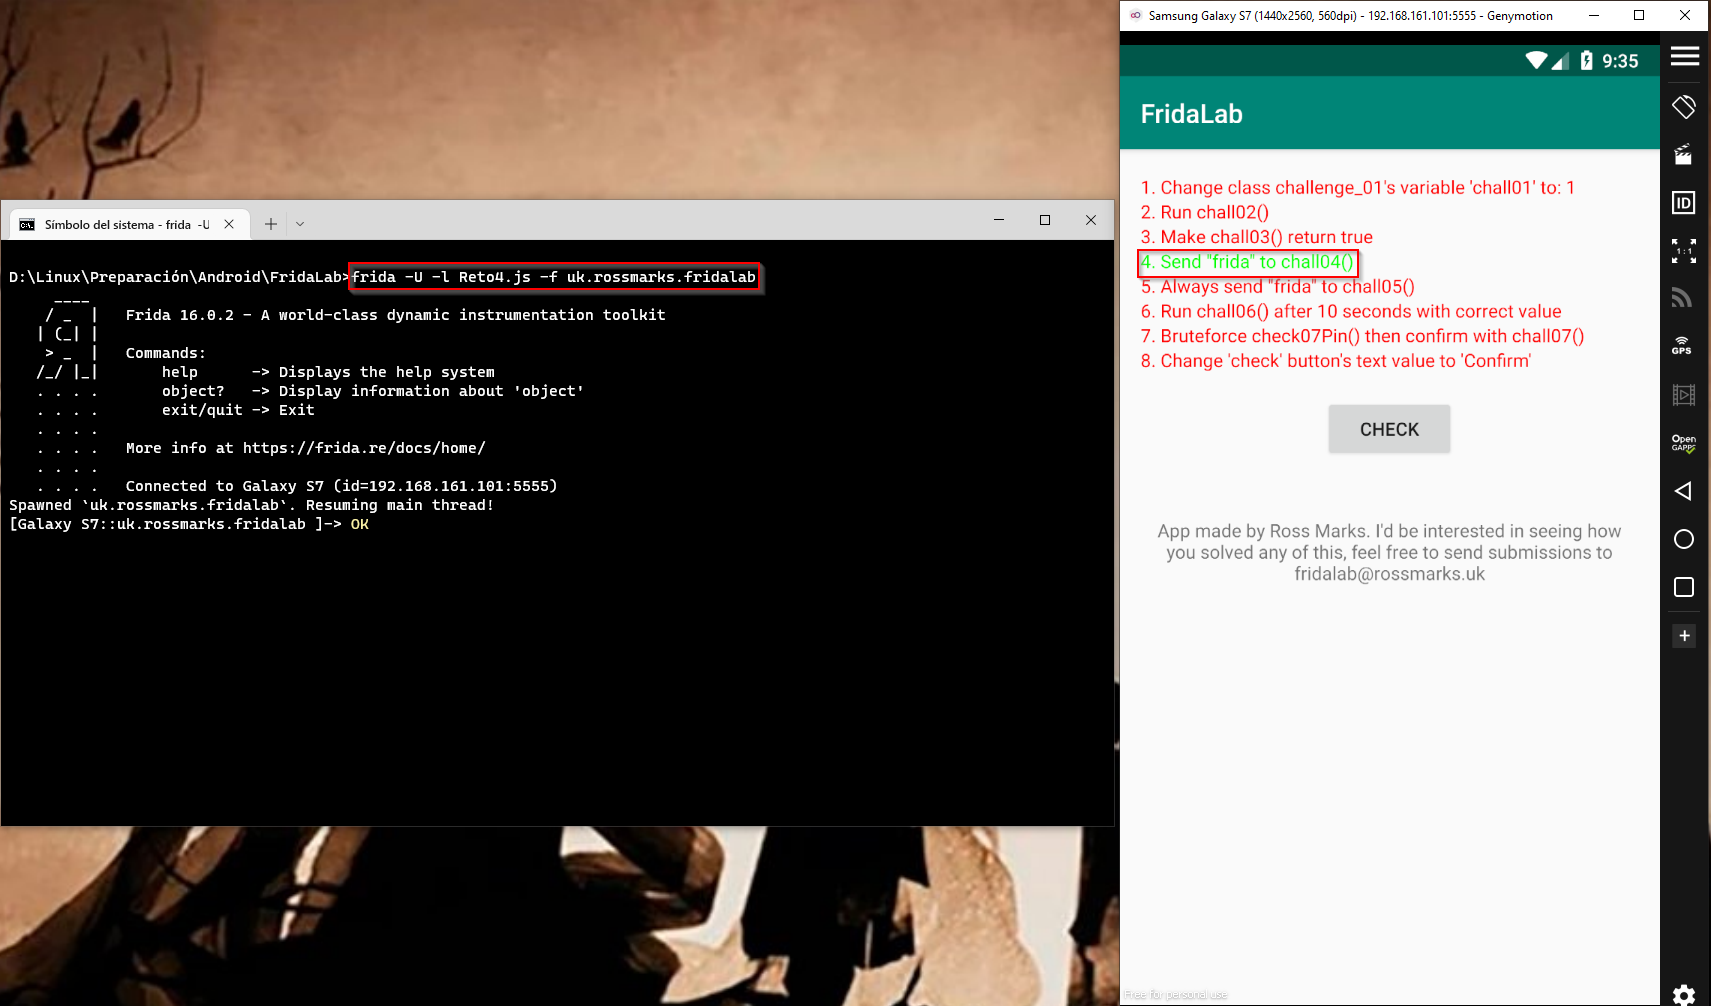 Samsung Galaxy S7 (1440x2560, 560dpi) - 192.168.161.101:5555 - Genymotion
9:35
FridaLab
1. Change class challenge_01's variable 'chall01' to: 1
2. Run chall02()
3. Make chall03() return true
4. Send "frida" to chall04()
5. Always send "frida" to chall05()
6. Run chall06() after 10 seconds with correct value
7. Bruteforce check07Pin() then confirm with chall07()
8. Change 'check' button's text value to 'Confirm'
CHECK
App made by Ross Marks. I'd be interested in seeing how
you solved any of this, feel free to send submissions to
fridalab@rossmarks.uk
Free for personal use
ID
1 : 1
GPS
Open
GAPPS
Símbolo del sistema - frida -U
D:\Linux\Preparación\Android\FridaLab>frida -U -l Reto4.js -f uk.rossmarks.fridalab
     ____
    / _  |   Frida 16.0.2 - A world-class dynamic instrumentation toolkit
   | (_| |
    > _  |   Commands:
   /_/ |_|       help      -> Displays the help system
   . . . .       object?   -> Display information about 'object'
   . . . .       exit/quit -> Exit
   . . . .
   . . . .   More info at https://frida.re/docs/home/
   . . . .
   . . . .   Connected to Galaxy S7 (id=192.168.161.101:5555)
Spawned `uk.rossmarks.fridalab`. Resuming main thread!
[Galaxy S7::uk.rossmarks.fridalab ]-> OK